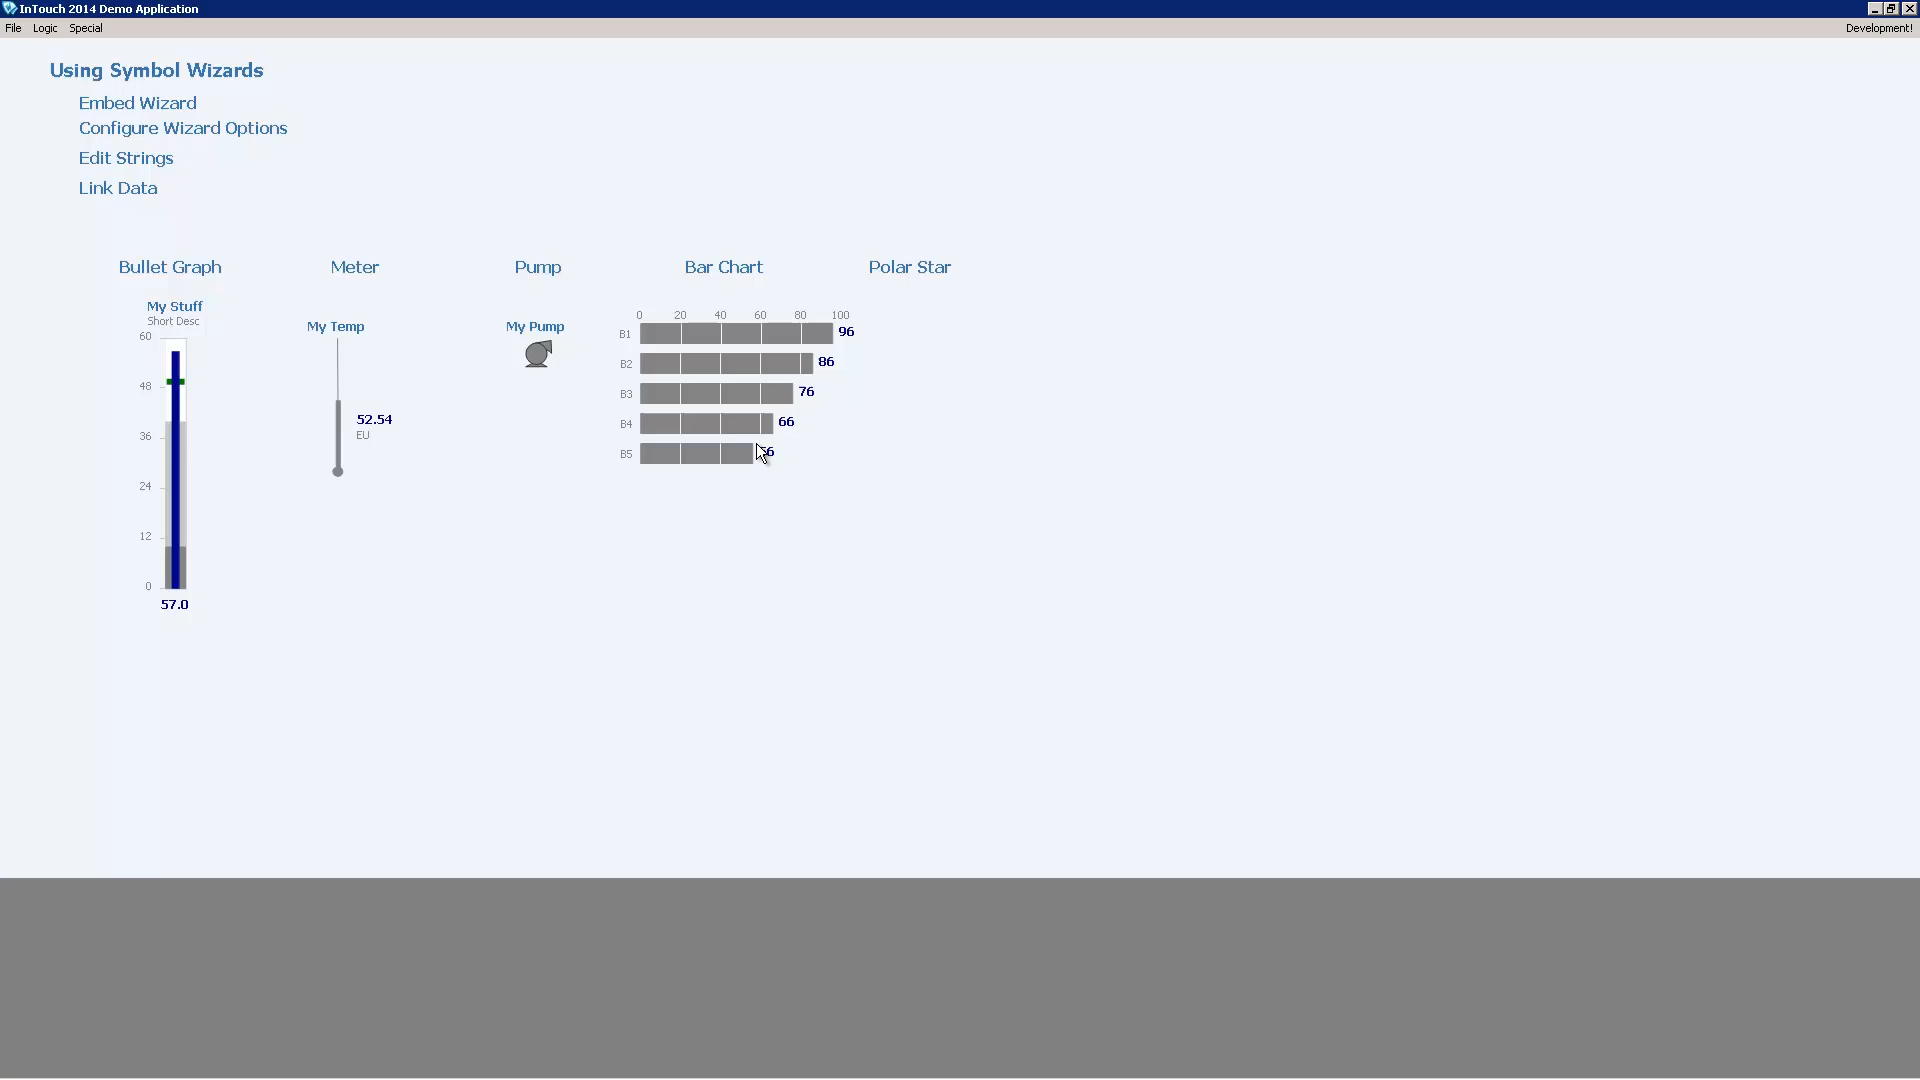 InTouch 2014 Demo Application
File Logic Special Development!
Using Symbol Wizards
Embed Wizard
Configure Wizard Options
Edit Strings
Link Data
Bullet Graph Meter Pump Bar Chart Polar Star
My Stuff
Short Desc
60
48
36
24
12
0
57.0
My Temp
52.54
EU
My Pump
0 20 40 60 80 100
B1 96
B2 86
B3 76
B4 66
B5